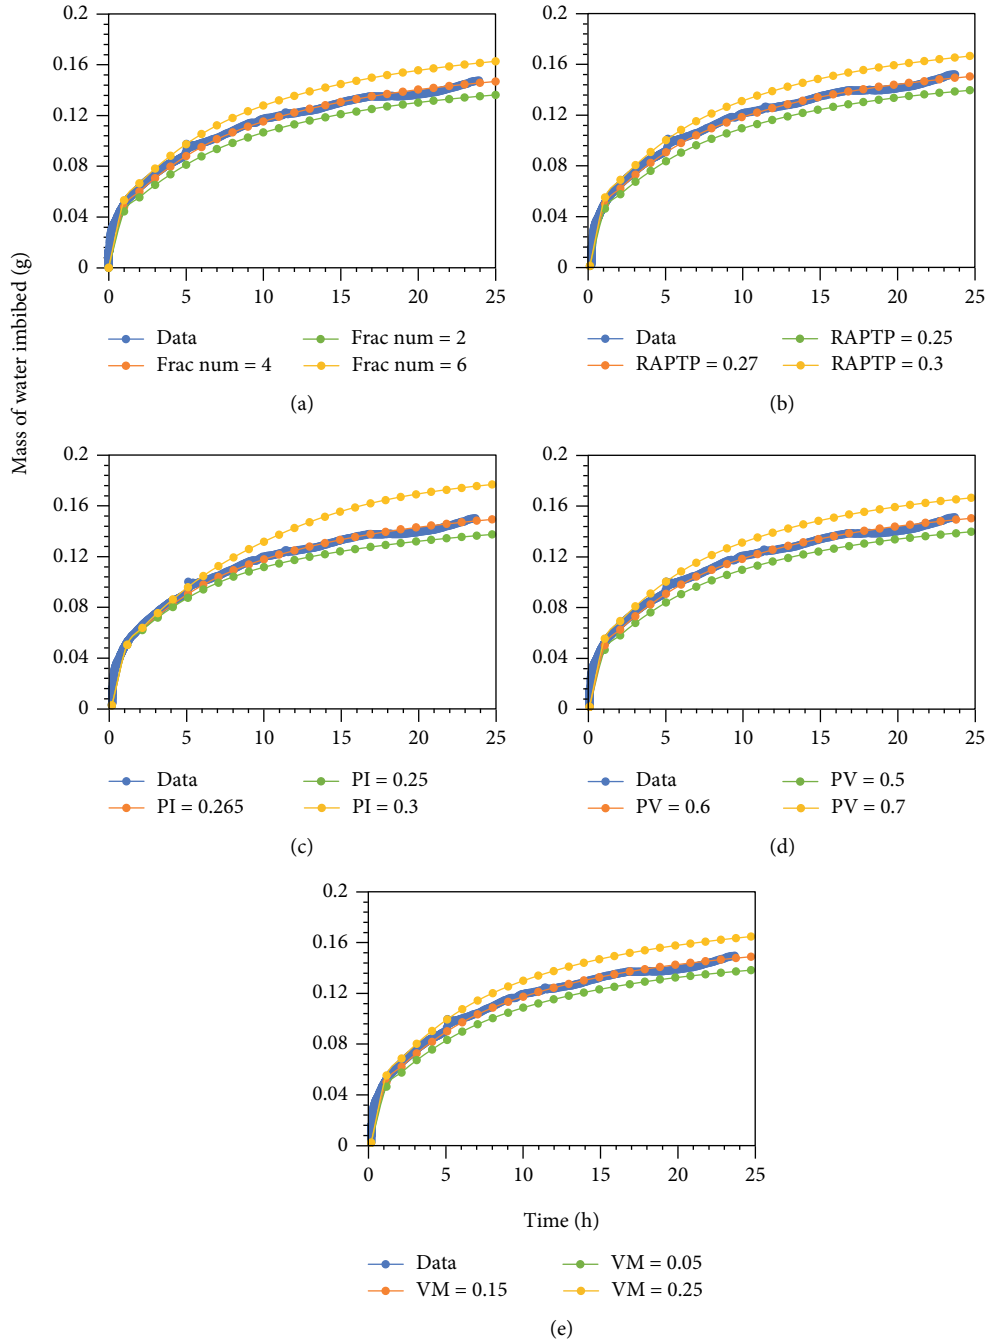 Mass of water imbibed (g)
0.2
0.16
0.12
0.08
0.04
0
0 5 10 15 20 25
Data Frac num = 2
Frac num = 4 Frac num = 6
(a)
0.2
0.16
0.12
0.08
0.04
0
0 5 10 15 20 25
Data RAPTP = 0.25
RAPTP = 0.27 RAPTP = 0.3
(b)
0.2
0.16
0.12
0.08
0.04
0
0 5 10 15 20 25
Data PI = 0.25
PI = 0.265 PI = 0.3
(c)
0.2
0.16
0.12
0.08
0.04
0
0 5 10 15 20 25
Data PV = 0.5
PV = 0.6 PV = 0.7
(d)
0.2
0.16
0.12
0.08
0.04
0
0 5 10 15 20 25
Time (h)
Data VM = 0.05
VM = 0.15 VM = 0.25
(e)